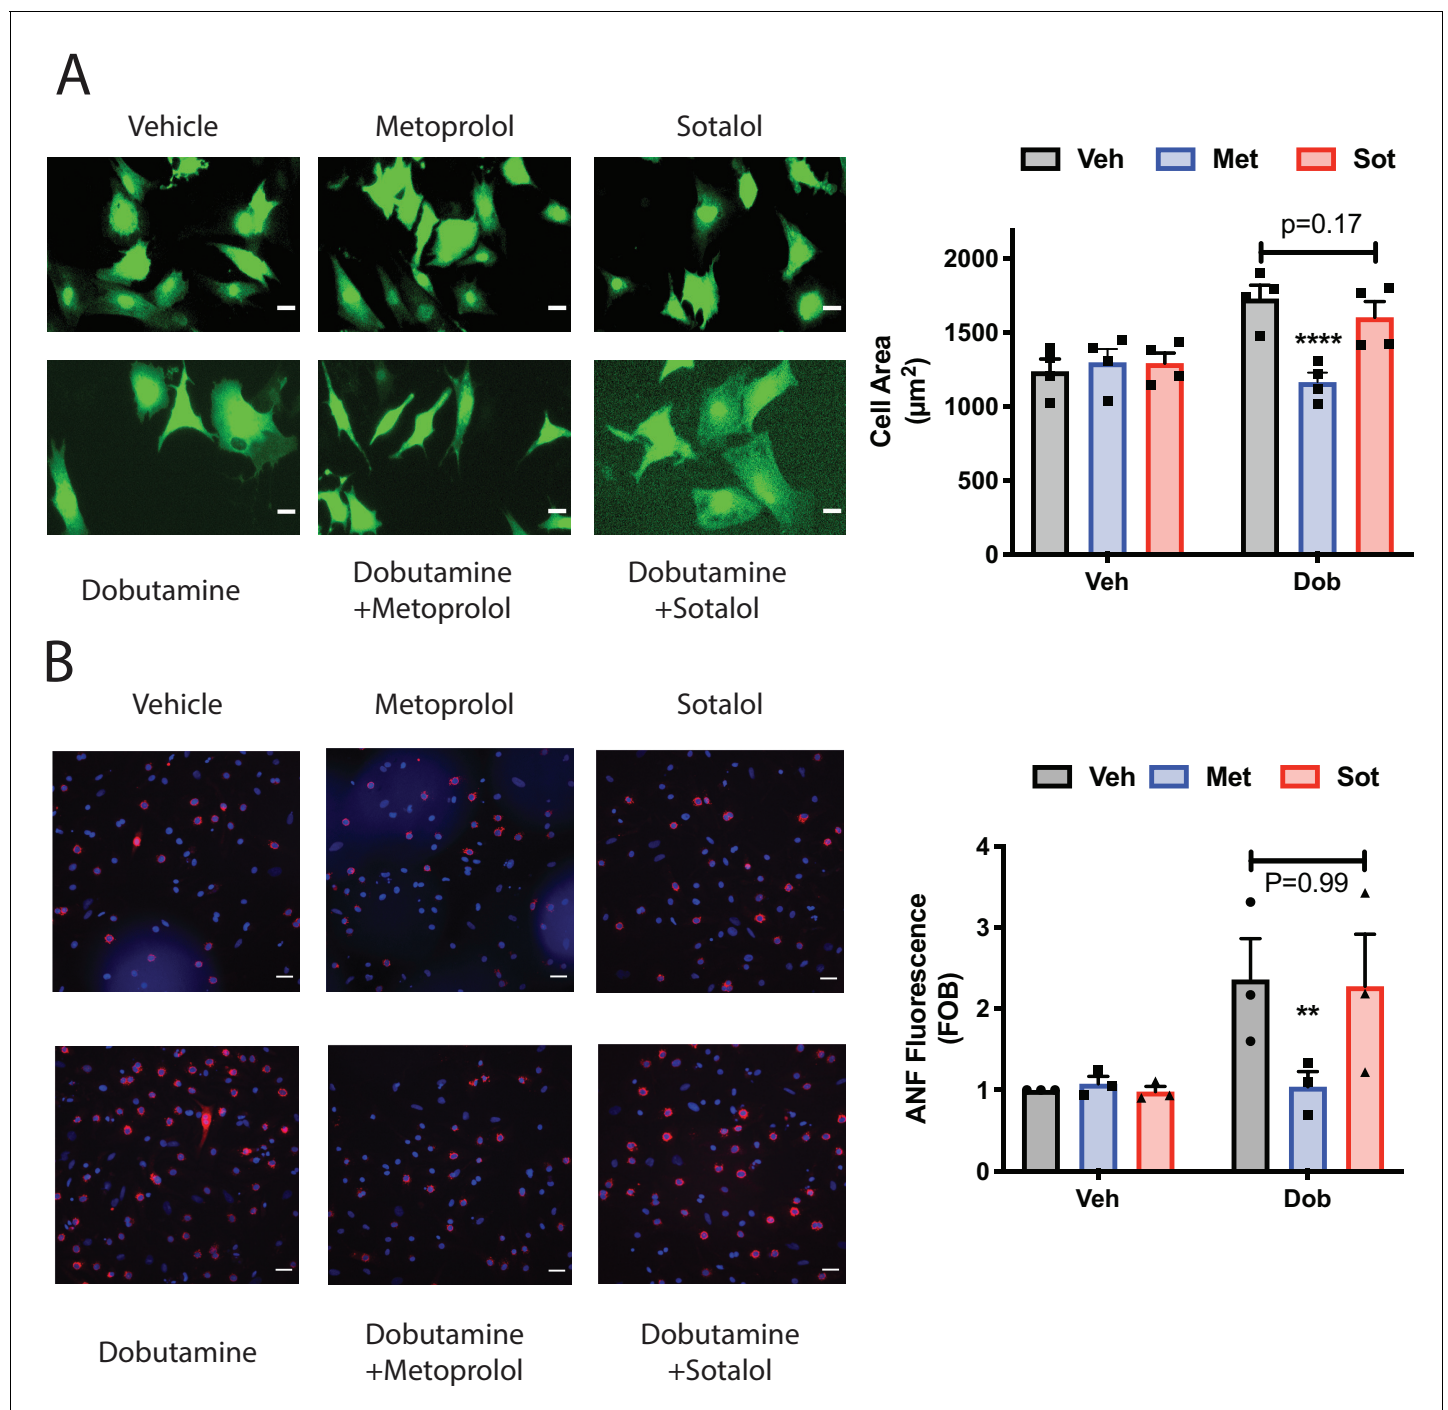 A
Vehicle
Metoprolol
Sotalol
Dobutamine
Dobutamine
+Metoprolol
Dobutamine
+Sotalol
Veh
Met
Sot
p=0.17
****
2000
1500
1000
500
0
Cell Area
(µm²)
Veh
Dob
B
Vehicle
Metoprolol
Sotalol
Dobutamine
Dobutamine
+Metoprolol
Dobutamine
+Sotalol
Veh
Met
Sot
P=0.99
**
4
3
2
1
0
ANF Fluorescence
(FOB)
Veh
Dob